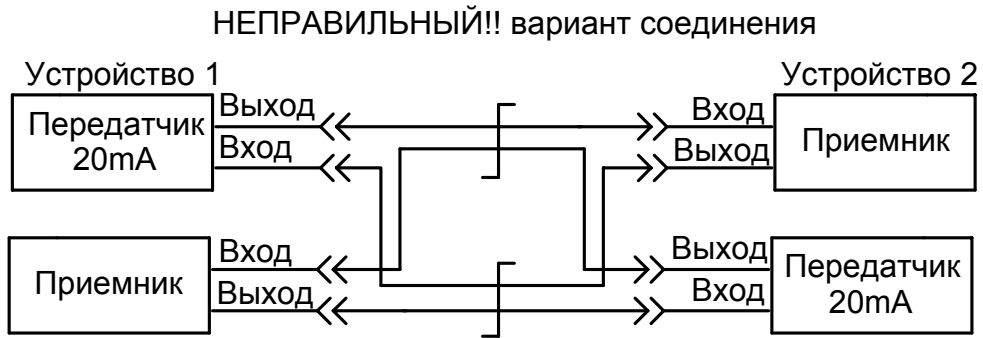 НЕПРАВИЛЬНЫЙ!! вариант соединения
Устройство 1
Устройство 2
Передатчик
20mA
Выход
Вход
Вход
Выход
Приемник
Приемник
Вход
Выход
Выход
Вход
Передатчик
20mA